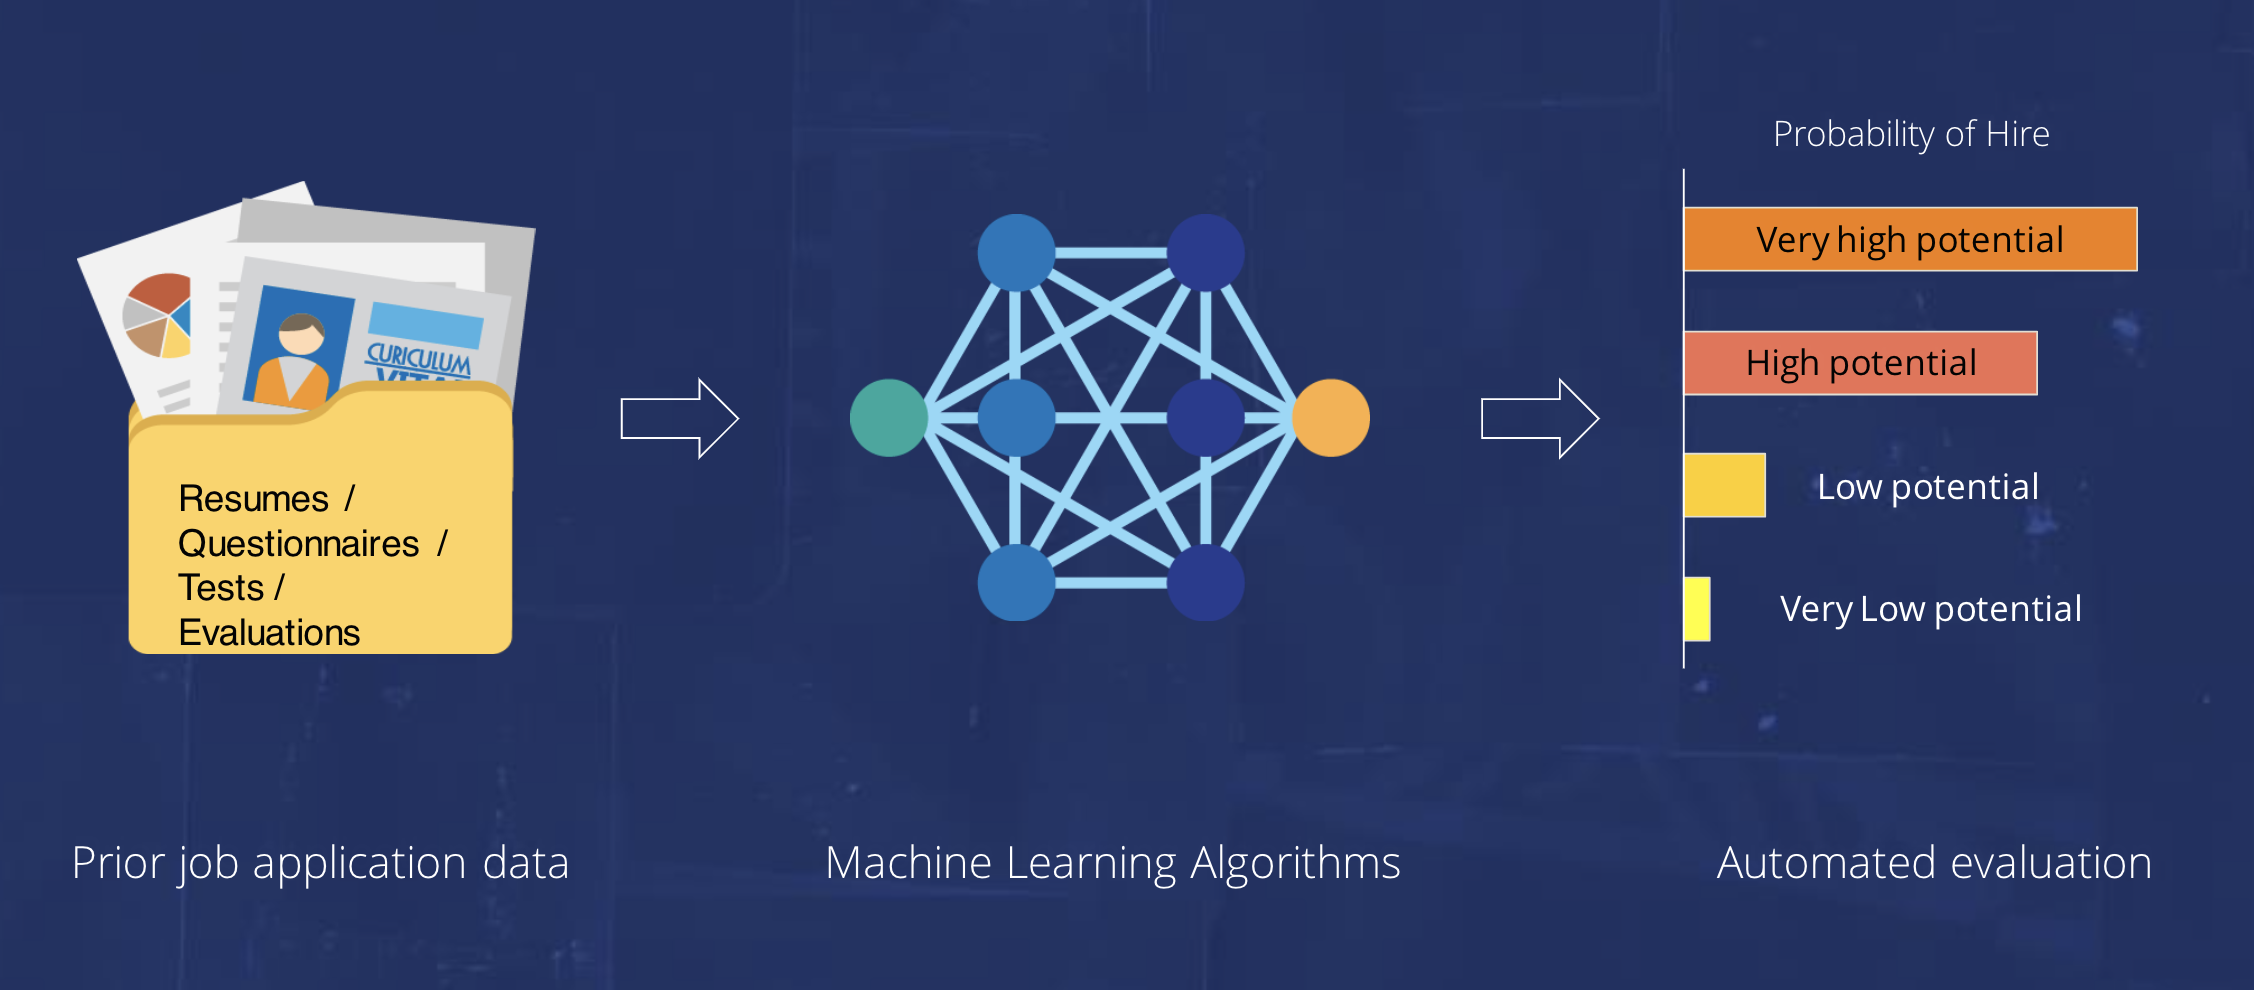 Probability of Hire
Very high potential
High potential
Low potential
Very Low potential
CURICULUM
Resumes /
Questionnaires /
Tests /
Evaluations
Prior job application data
Machine Learning Algorithms
Automated evaluation